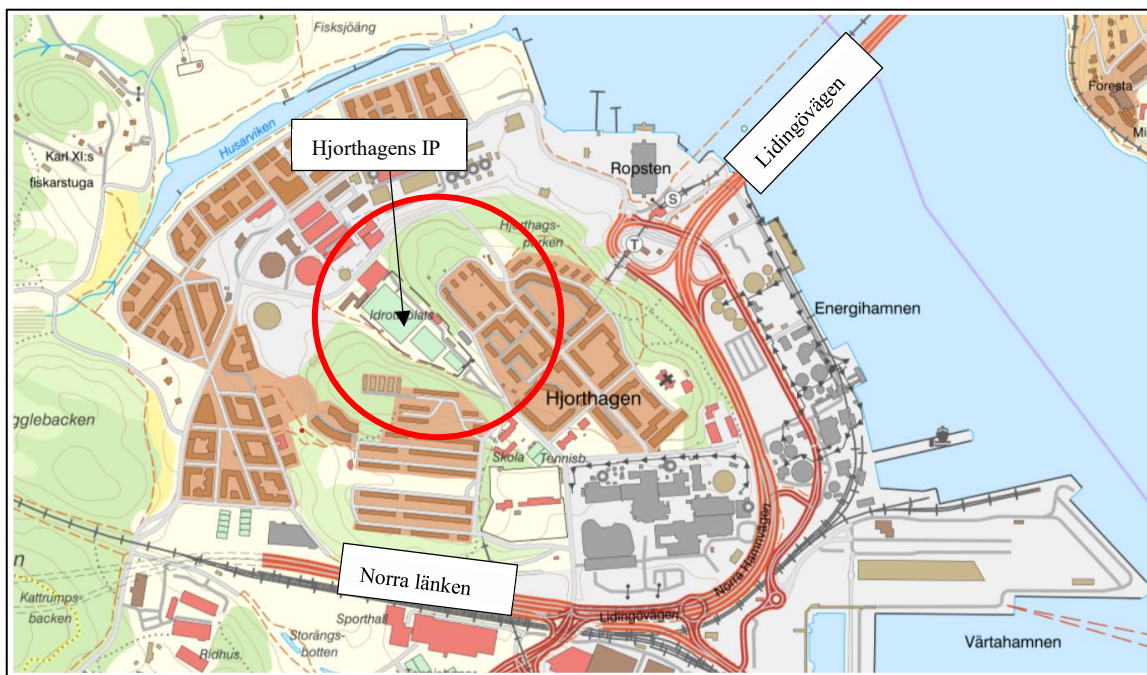 Fisksjöäng
Lidingövägen
Foresta
Mi
Husarviken
Karl XI:s
fiskarstuga
Hjorthagens IP
Ropsten
S
Hjorthags-
parken
T
Idrottsplats
Energihamnen
gglebacken
Hjorthagen
Skola
Tennisb.
n
Norra länken
Norra Hamnvägen
Kattrumps-
backen
Lidingövägen
Sporthall
Storängs-
botten
Ridhus.
Värtahamnen